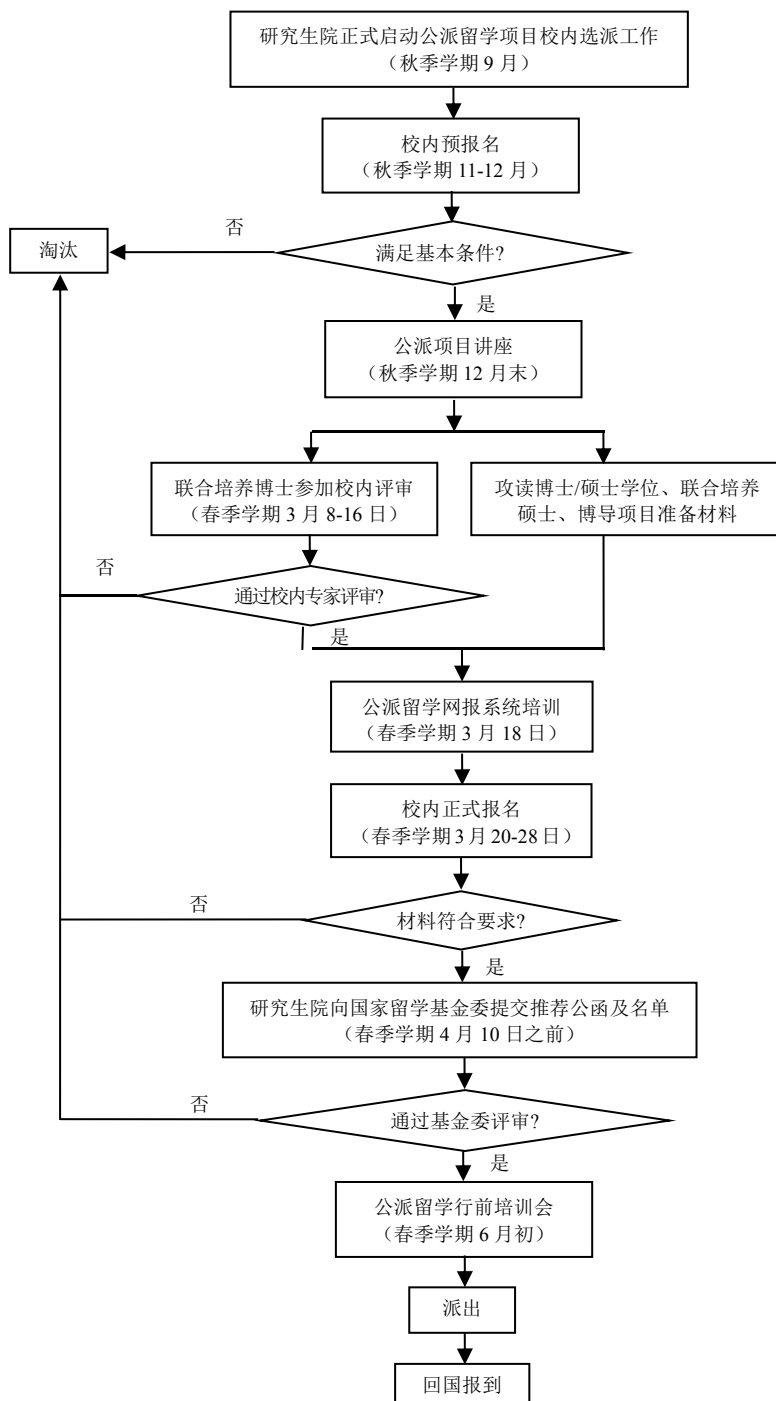 研究生院正式启动公派留学项目校内选派工作
（秋季学期 9 月）
校内预报名
（秋季学期 11-12 月）
否
淘汰
满足基本条件?
是
公派项目讲座
（秋季学期 12 月末）
联合培养博士参加校内评审
（春季学期 3 月 8-16 日）
攻读博士/硕士学位、联合培养
硕士、博导项目准备材料
否
通过校内专家评审?
是
公派留学网报系统培训
（春季学期 3 月 18 日）
校内正式报名
（春季学期 3 月 20-28 日）
否
材料符合要求?
是
研究生院向国家留学基金委提交推荐公函及名单
（春季学期 4 月 10 日之前）
否
通过基金委评审?
是
公派留学行前培训会
（春季学期 6 月初）
派出
回国报到